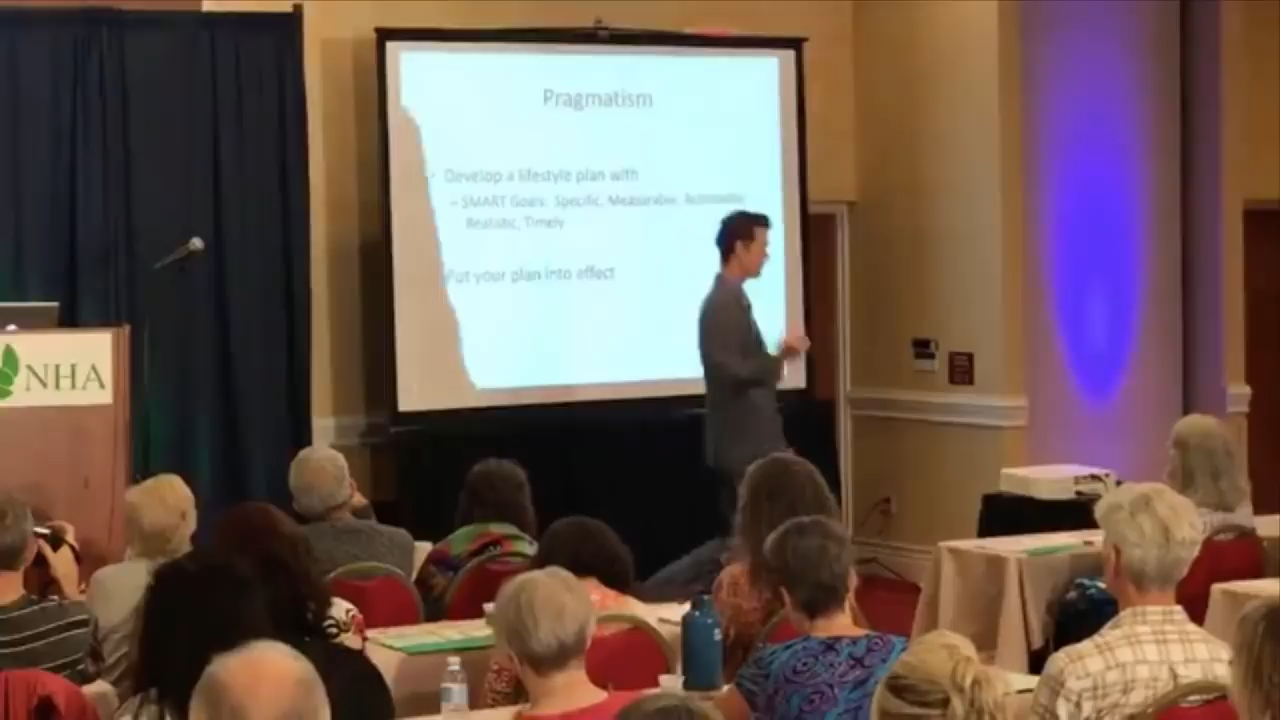 Pragmatism
Develop a lifestyle plan with
– SMART Goals: Specific, Measurable,
Realistic, Timely
Put your plan into effect
NHA